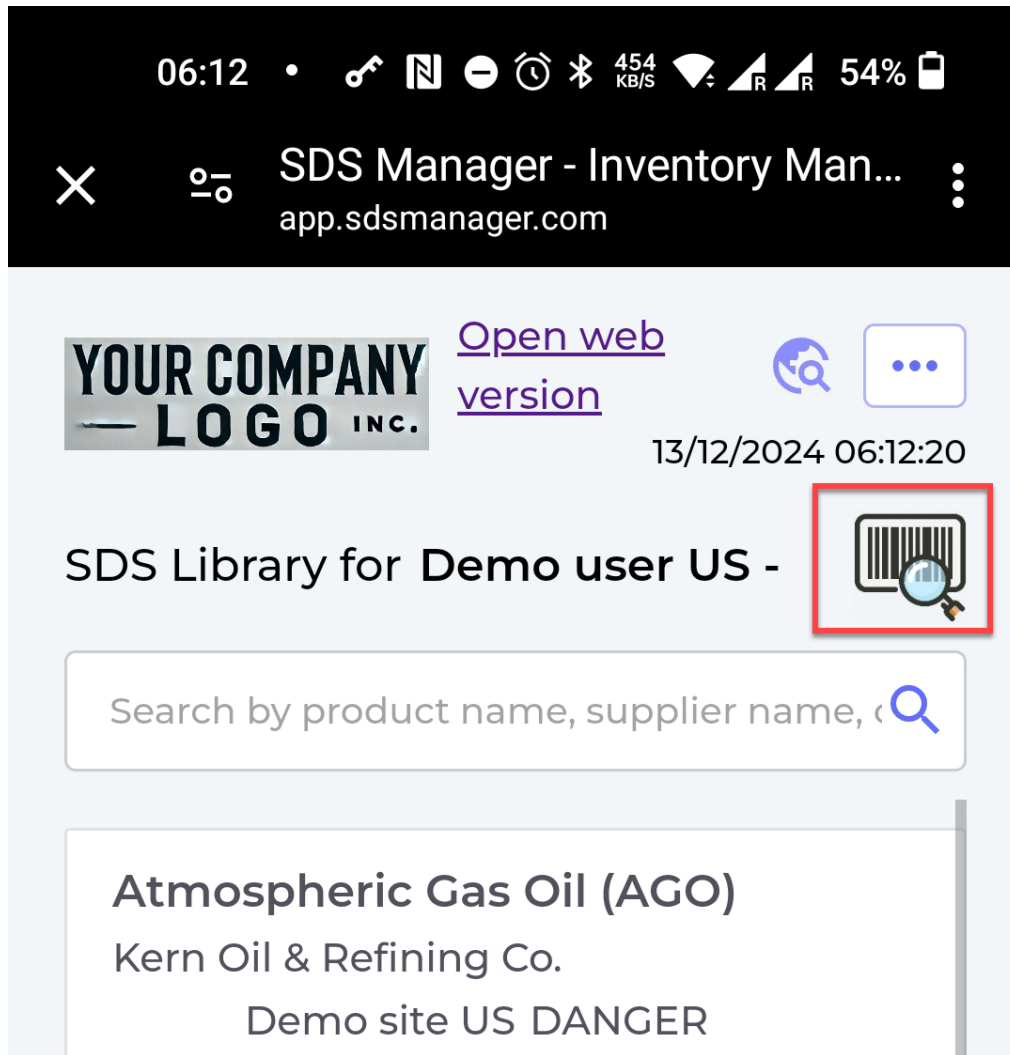 06:12 • 454 KB/S R R 54%
SDS Manager - Inventory Man...
app.sdsmanager.com
YOUR COMPANY
LOGO INC.
Open web
version
13/12/2024 06:12:20
SDS Library for Demo user US -
Search by product name, supplier name, c
Atmospheric Gas Oil (AGO)
Kern Oil & Refining Co.
Demo site US DANGER